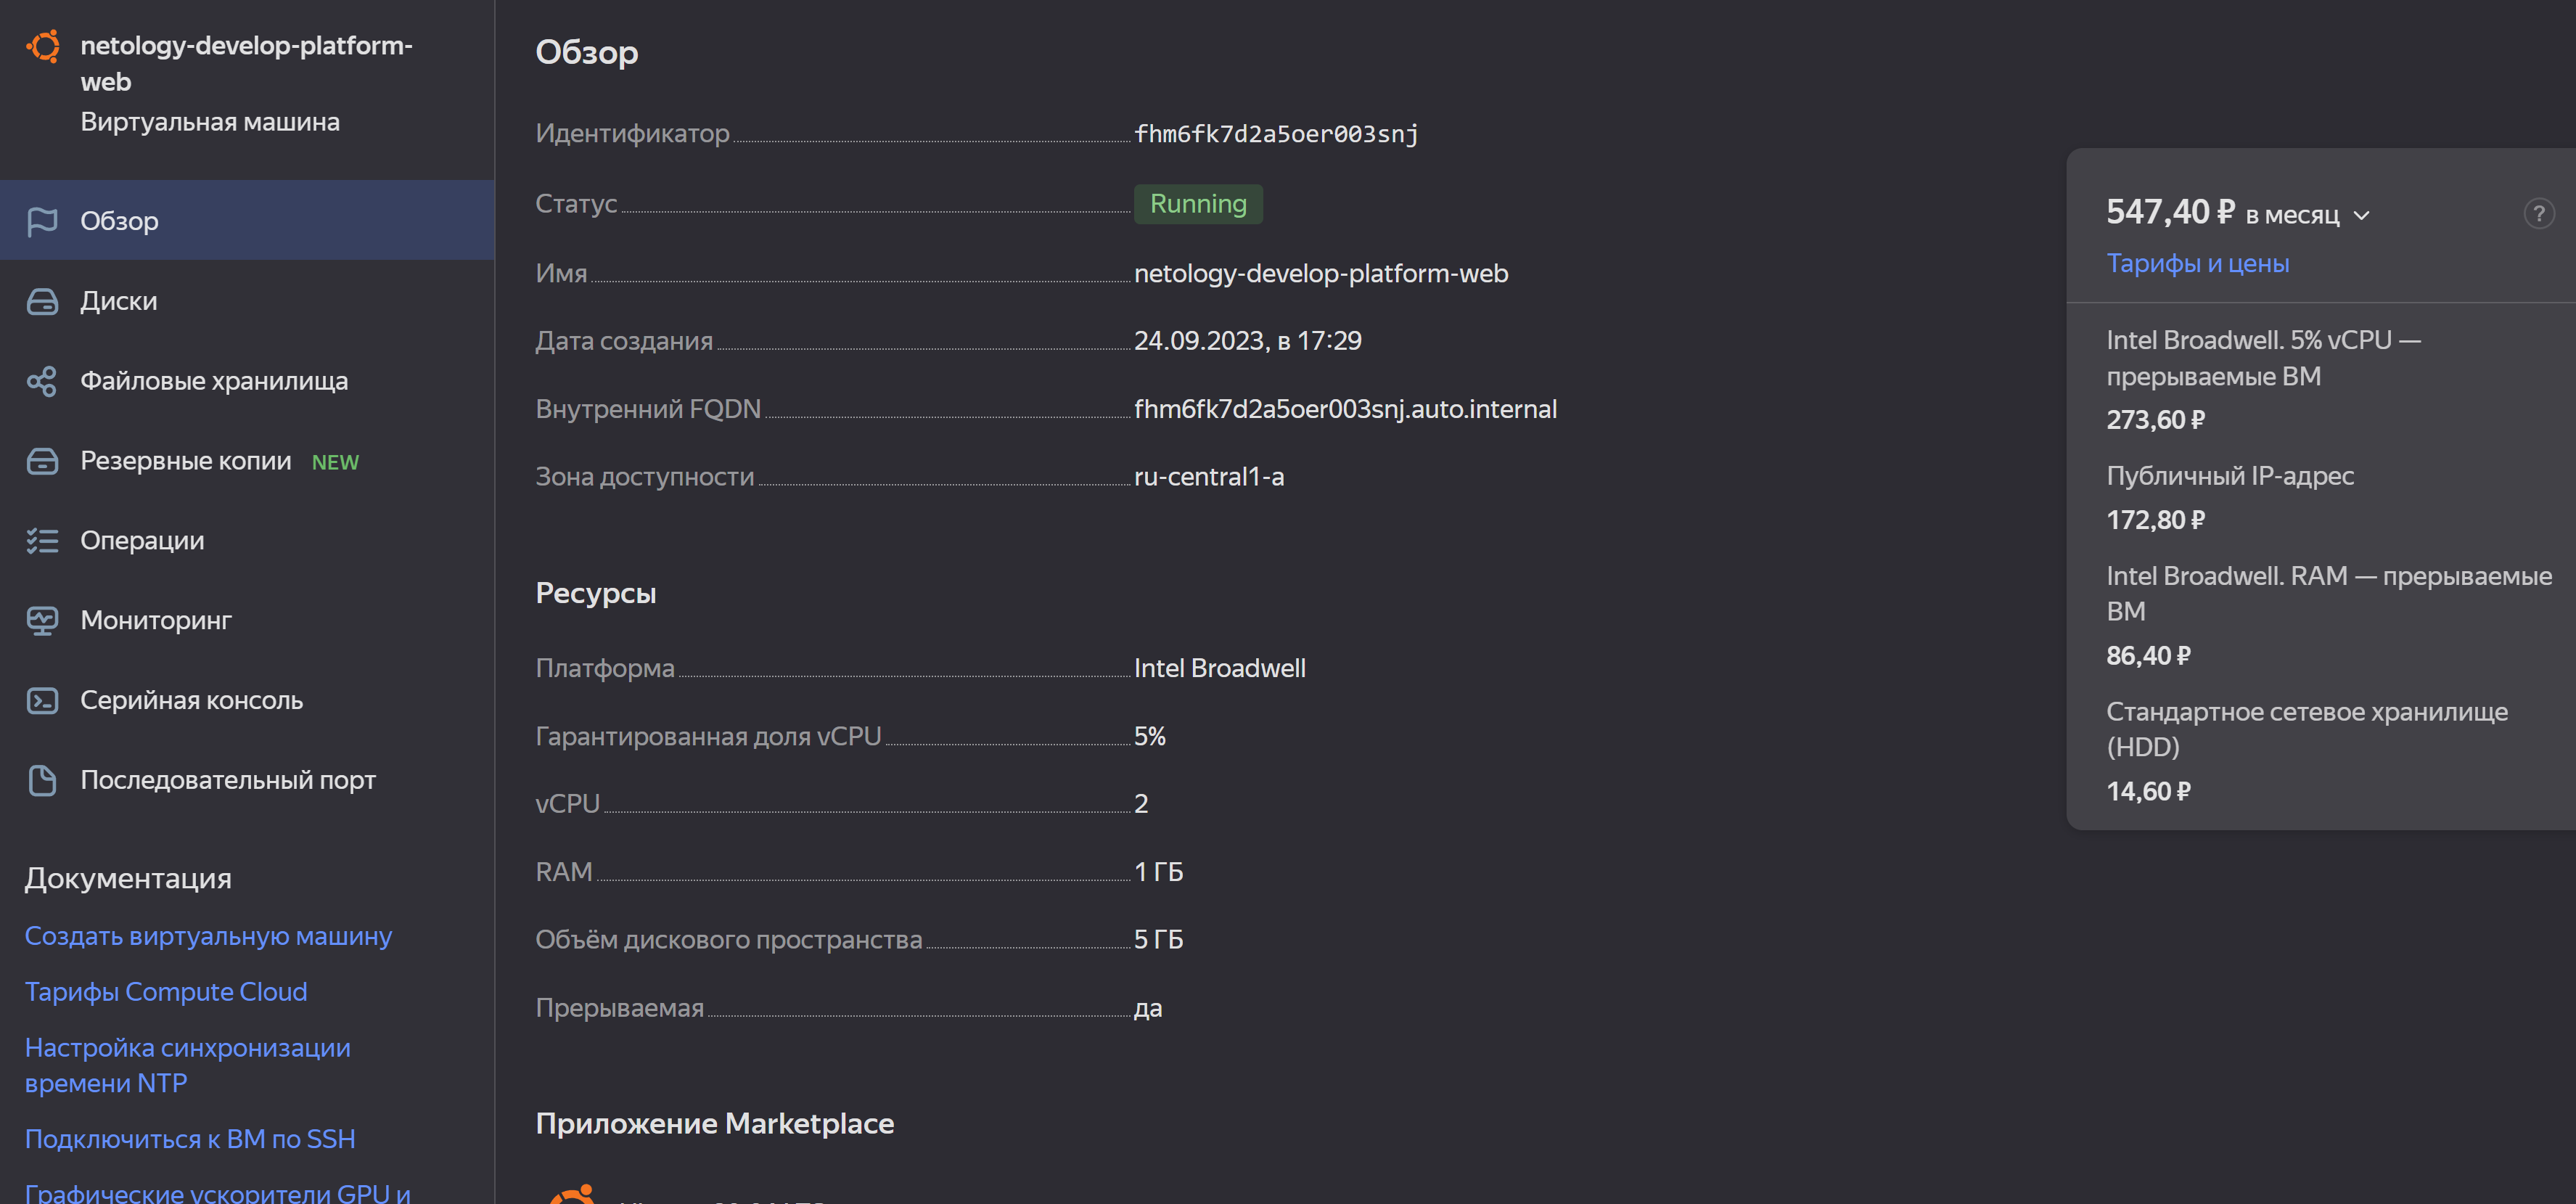 netology-develop-platform-
web
Виртуальная машина
Обзор
Диски
Файловые хранилища
Резервные копии NEW
Операции
Мониторинг
Серийная консоль
Последовательный порт
Документация
Создать виртуальную машину
Тарифы Compute Cloud
Настройка синхронизации
времени NTP
Подключиться к ВМ по SSH
Графические ускорители GPU и
Обзор
Идентификатор fhm6fk7d2a5oer003snj
Статус Running
Имя netology-develop-platform-web
Дата создания 24.09.2023, в 17:29
Внутренний FQDN fhm6fk7d2a5oer003snj.auto.internal
Зона доступности ru-central1-a
Ресурсы
Платформа Intel Broadwell
Гарантированная доля vCPU 5%
vCPU 2
RAM 1 ГБ
Объём дискового пространства 5 ГБ
Прерываемая да
Приложение Marketplace
547,40 ₽ в месяц
?
Тарифы и цены
Intel Broadwell. 5% vCPU —
прерываемые ВМ
273,60 ₽
Публичный IP-адрес
172,80 ₽
Intel Broadwell. RAM — прерываемые
ВМ
86,40 ₽
Стандартное сетевое хранилище
(HDD)
14,60 ₽